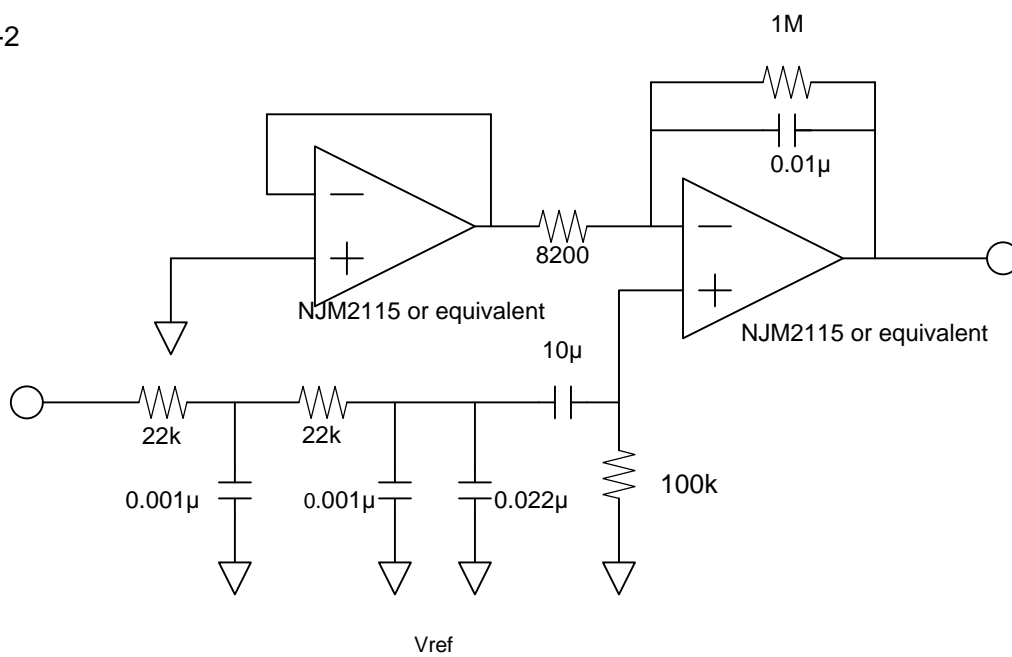 -2
1M
0.01µ
8200
NJM2115 or equivalent
NJM2115 or equivalent
10µ
22k
22k
0.001µ
0.001µ
0.022µ
100k
Vref